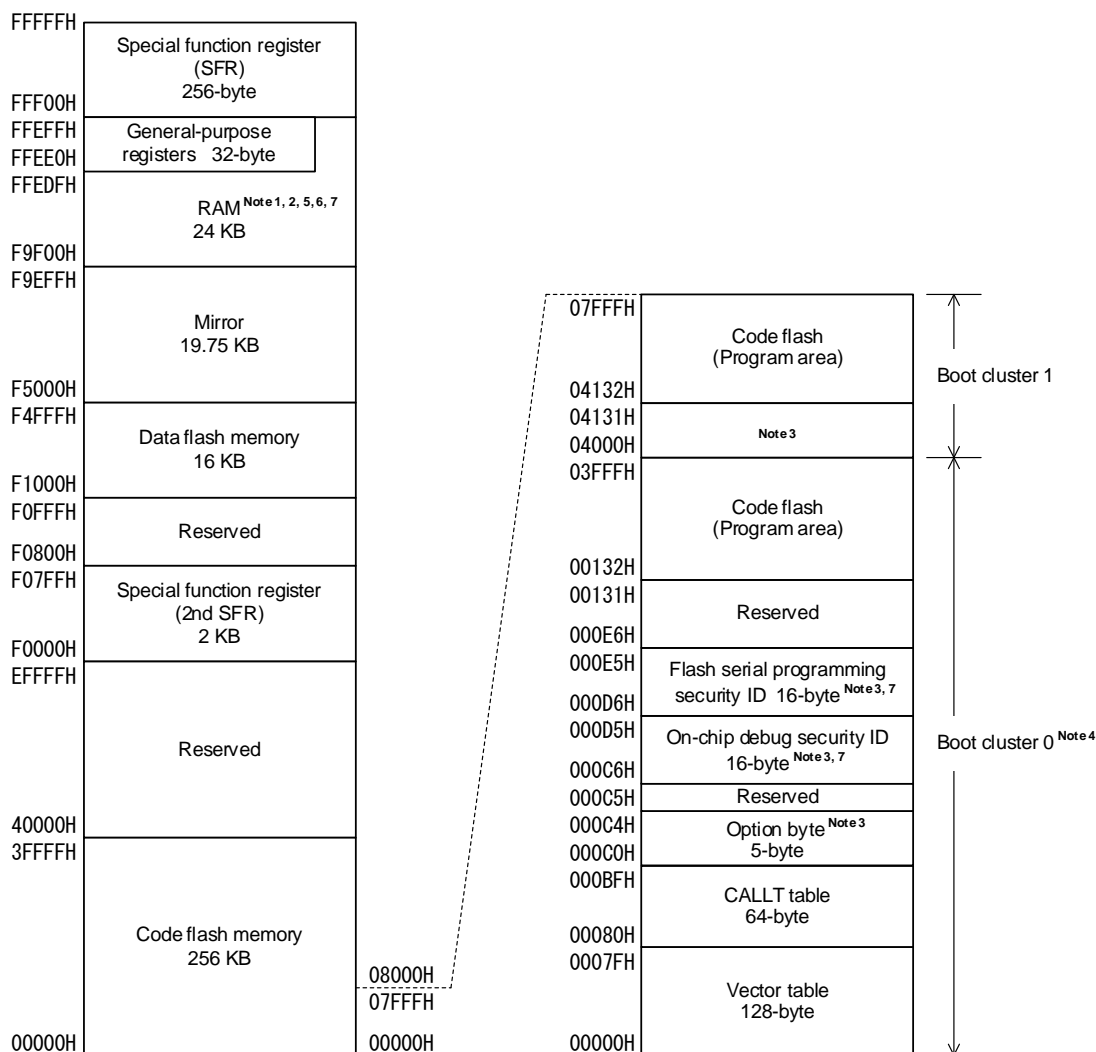 FFFFFH
Special function register
(SFR)
256-byte
FFF00H
FFEFFH
General-purpose
registers 32-byte
FFEE0H
FFEDFH
RAM Note 1, 2, 5, 6, 7
24 KB
F9F00H
F9EFFH
Mirror
19.75 KB
F5000H
F4FFFH
Data flash memory
16 KB
F1000H
F0FFFH
Reserved
F0800H
F07FFH
Special function register
(2nd SFR)
2 KB
F0000H
EFFFFH
Reserved
40000H
3FFFFH
Code flash memory
256 KB
00000H
08000H
07FFFH
00000H
07FFFH
Code flash
(Program area)
04132H
04131H
Note 3
04000H
03FFFH
Code flash
(Program area)
00132H
00131H
Reserved
000E6H
000E5H
Flash serial programming
security ID 16-byte Note 3, 7
000D6H
000D5H
On-chip debug security ID
16-byte Note 3, 7
000C6H
000C5H
Reserved
000C4H
Option byte Note 3
5-byte
000C0H
000BFH
CALLT table
64-byte
00080H
0007FH
Vector table
128-byte
00000H
Boot cluster 1
Boot cluster 0 Note 4